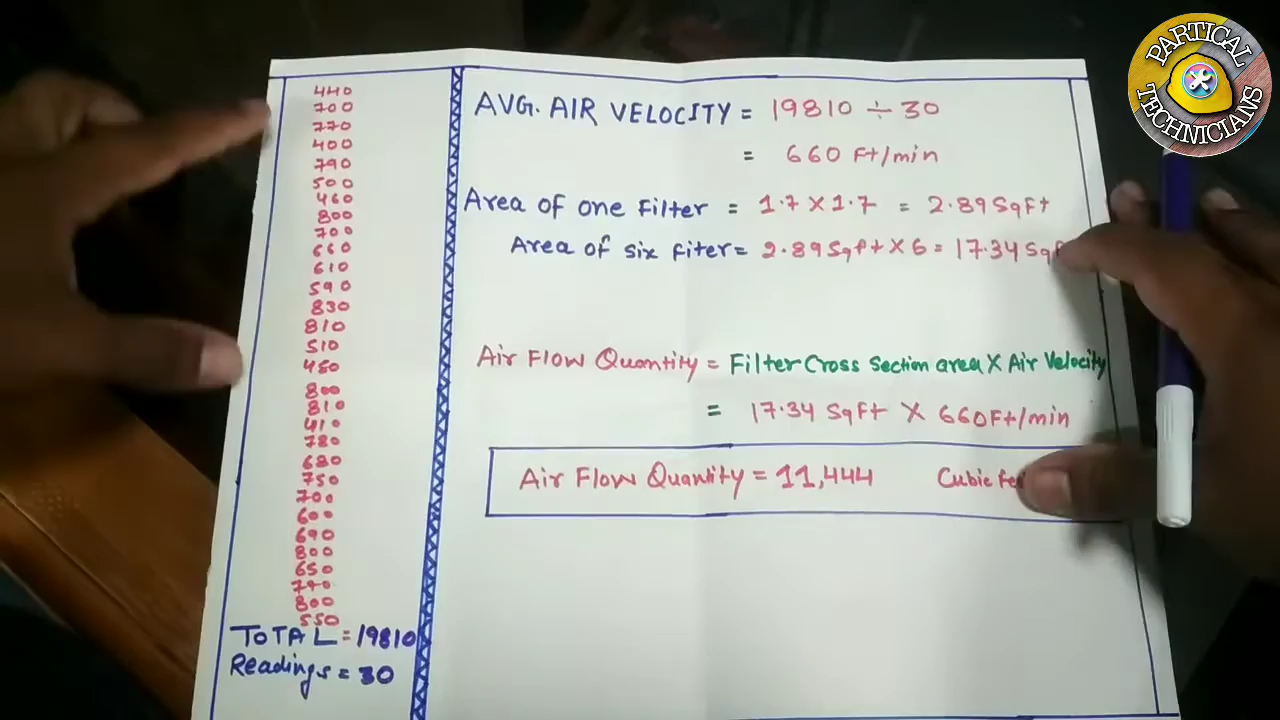 PARTICAL
TECHNICIANS
440
700
770
400
790
500
460
800
700
660
610
590
830
810
510
450
800
810
410
780
680
750
700
600
690
800
650
790
800
550
TOTAL = 19810
Readings = 30
AVG. AIR VELOCITY = 19810 ÷ 30
= 660 Ft/min
Area of one Filter = 1.7 X 1.7 = 2.89 SqFt
Area of six fiter = 2.89 Sqft X 6 = 17.34
Air Flow Quantity = Filter Cross Section area X Air Velocity
= 17.34 SqFt X 660Ft/min
Air Flow Quantity = 11,444 Cubic